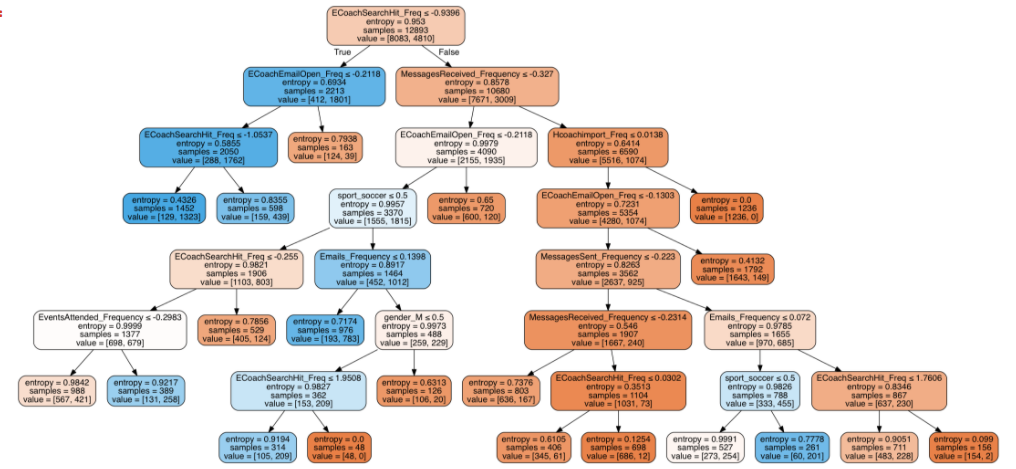 ECoachSearchHit_Freq ≤ -0.9396
entropy = 0.953
samples = 12893
value = [8083, 4810]
True
False
ECoachEmailOpen_Freq ≤ -0.2118
entropy = 0.6934
samples = 2213
value = [412, 1801]
MessagesReceived_Frequency ≤ -0.327
entropy = 0.8578
samples = 10680
value = [7671, 3009]
ECoachSearchHit_Freq ≤ -1.0537
entropy = 0.5855
samples = 2050
value = [288, 1762]
entropy = 0.7938
samples = 163
value = [124, 39]
ECoachEmailOpen_Freq ≤ -0.2118
entropy = 0.9979
samples = 4090
value = [2155, 1935]
Hcoachimport_Freq ≤ 0.0138
entropy = 0.6414
samples = 6590
value = [5516, 1074]
entropy = 0.4326
samples = 1452
value = [129, 1323]
entropy = 0.8355
samples = 598
value = [159, 439]
sport_soccer ≤ 0.5
entropy = 0.9957
samples = 3370
value = [1555, 1815]
entropy = 0.65
samples = 720
value = [600, 120]
ECoachEmailOpen_Freq ≤ -0.1303
entropy = 0.7231
samples = 5354
value = [4280, 1074]
entropy = 0.0
samples = 1236
value = [1236, 0]
ECoachSearchHit_Freq ≤ -0.255
entropy = 0.9821
samples = 1906
value = [1103, 803]
Emails_Frequency ≤ 0.1398
entropy = 0.8917
samples = 1464
value = [452, 1012]
MessagesSent_Frequency ≤ -0.223
entropy = 0.8263
samples = 3562
value = [2637, 925]
entropy = 0.4132
samples = 1792
value = [1643, 149]
EventsAttended_Frequency ≤ -0.2983
entropy = 0.9999
samples = 1377
value = [698, 679]
entropy = 0.7856
samples = 529
value = [405, 124]
entropy = 0.7174
samples = 976
value = [193, 783]
gender_M ≤ 0.5
entropy = 0.9973
samples = 488
value = [259, 229]
MessagesReceived_Frequency ≤ -0.2314
entropy = 0.546
samples = 1907
value = [1667, 240]
Emails_Frequency ≤ 0.072
entropy = 0.9785
samples = 1655
value = [970, 685]
entropy = 0.9842
samples = 988
value = [567, 421]
entropy = 0.9217
samples = 389
value = [131, 258]
ECoachSearchHit_Freq ≤ 1.9508
entropy = 0.9827
samples = 362
value = [153, 209]
entropy = 0.6313
samples = 126
value = [106, 20]
entropy = 0.7376
samples = 803
value = [636, 167]
ECoachSearchHit_Freq ≤ 0.0302
entropy = 0.3513
samples = 1104
value = [1031, 73]
sport_soccer ≤ 0.5
entropy = 0.9826
samples = 788
value = [333, 455]
ECoachSearchHit_Freq ≤ 1.7606
entropy = 0.8346
samples = 867
value = [637, 230]
entropy = 0.9194
samples = 314
value = [105, 209]
entropy = 0.0
samples = 48
value = [48, 0]
entropy = 0.6105
samples = 406
value = [345, 61]
entropy = 0.1254
samples = 698
value = [686, 12]
entropy = 0.9991
samples = 527
value = [273, 254]
entropy = 0.7778
samples = 261
value = [60, 201]
entropy = 0.9051
samples = 711
value = [483, 228]
entropy = 0.099
samples = 156
value = [154, 2]